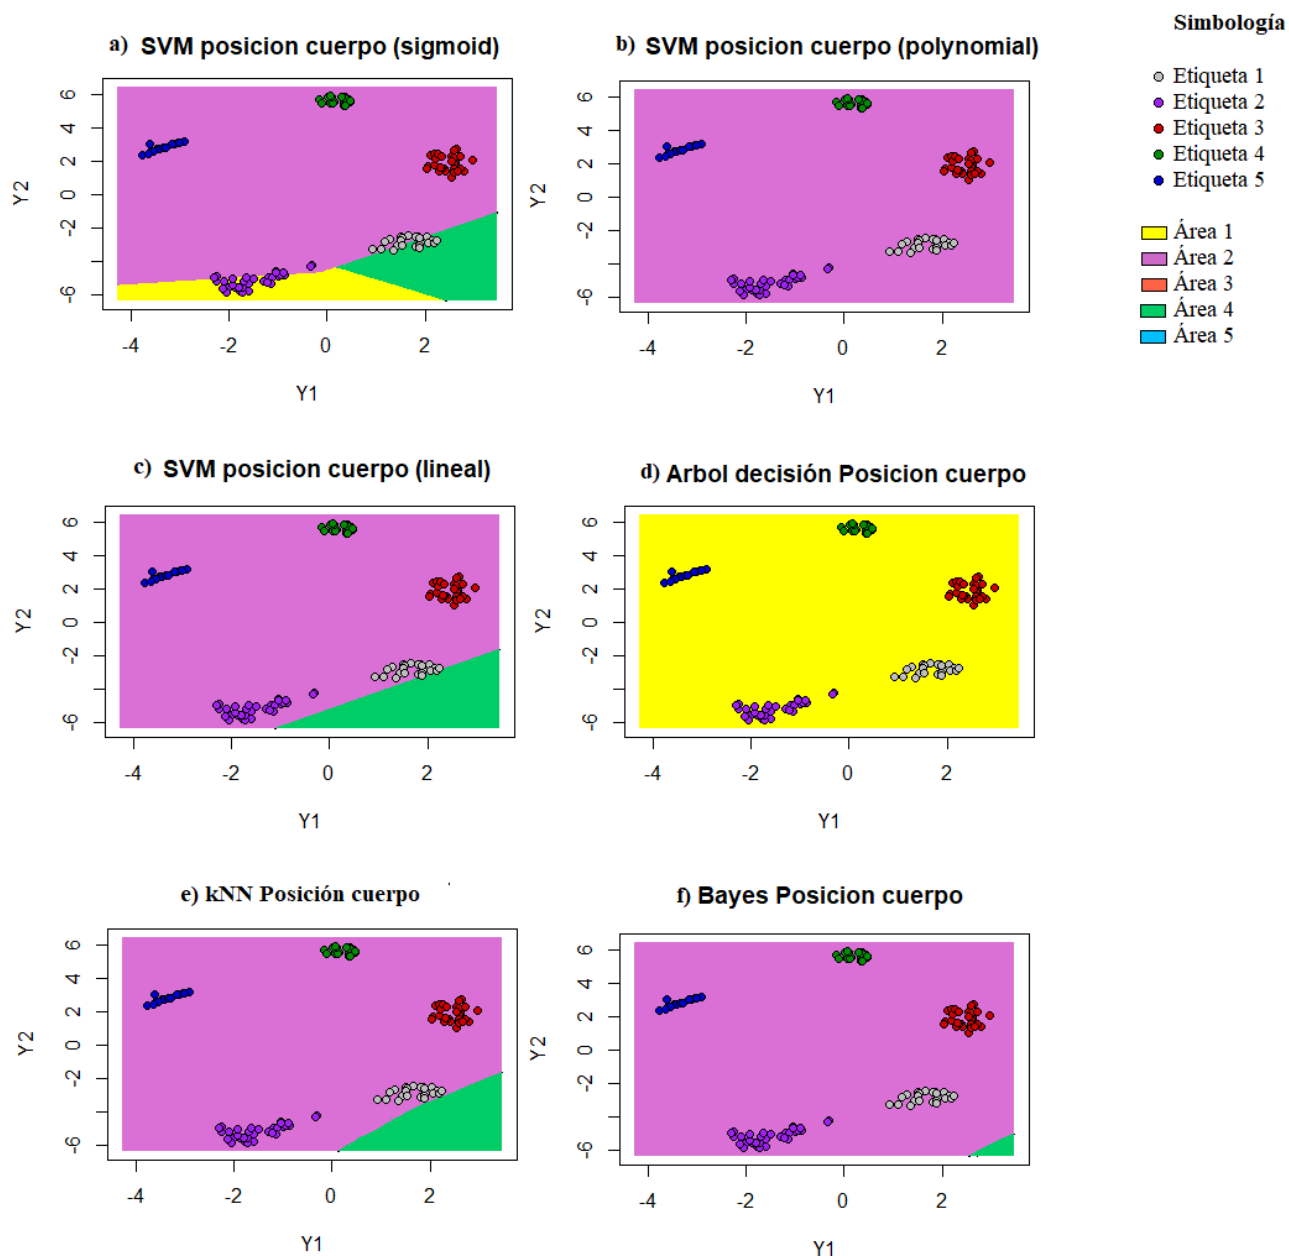 Simbología
Etiqueta 1
Etiqueta 2
Etiqueta 3
Etiqueta 4
Etiqueta 5
Área 1
Área 2
Área 3
Área 4
Área 5
a) SVM posicion cuerpo (sigmoid)
6
4
2
0
-2
-6
Y2
-4
-2
0
2
Y1
b) SVM posicion cuerpo (polynomial)
6
4
2
0
-2
-6
Y2
-4
-2
0
2
Y1
c) SVM posicion cuerpo (lineal)
6
4
2
0
-2
-6
Y2
-4
-2
0
2
Y1
d) Arbol decisión Posicion cuerpo
6
4
2
0
-2
-6
Y2
-4
-2
0
2
Y1
e) kNN Posición cuerpo
6
4
2
0
-2
-6
Y2
-4
-2
0
2
Y1
f) Bayes Posicion cuerpo
6
4
2
0
-2
-6
Y2
-4
-2
0
2
Y1